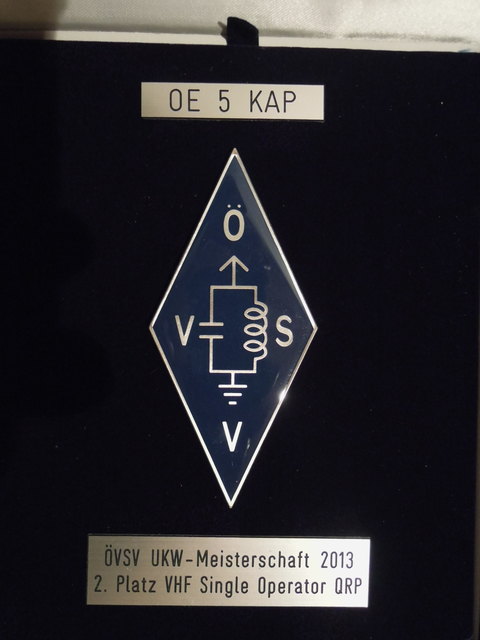 OE 5 KAP
Ö
V S
V
ÖVSV UKW-Meisterschaft 2013
2. Platz VHF Single Operator QRP